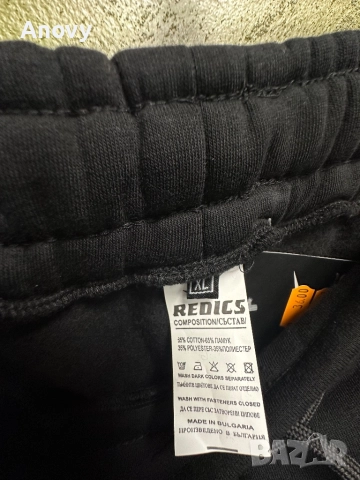 Anovy
XL
REDICS
COMPOSITION/СЪСТАВ/
65% COTTON-65% ПАМУК
35% POLYESTER-35%ПОЛИЕСТЕР
WASH DARK COLORS SEPARATELY
ТЪМНИТЕ ЦВЕТОВЕ ДА СЕ ПЕРАТ ОТДЕЛНО
WASH WITH FASTENERS CLOSED
ДА СЕ ПЕРЕ СЪС ЗАТВОРЕНИ ЦИПОВЕ
MADE IN BULGARIA
ПРОИЗВЕДЕНО В БЪЛГАРИЯ
BAZAR